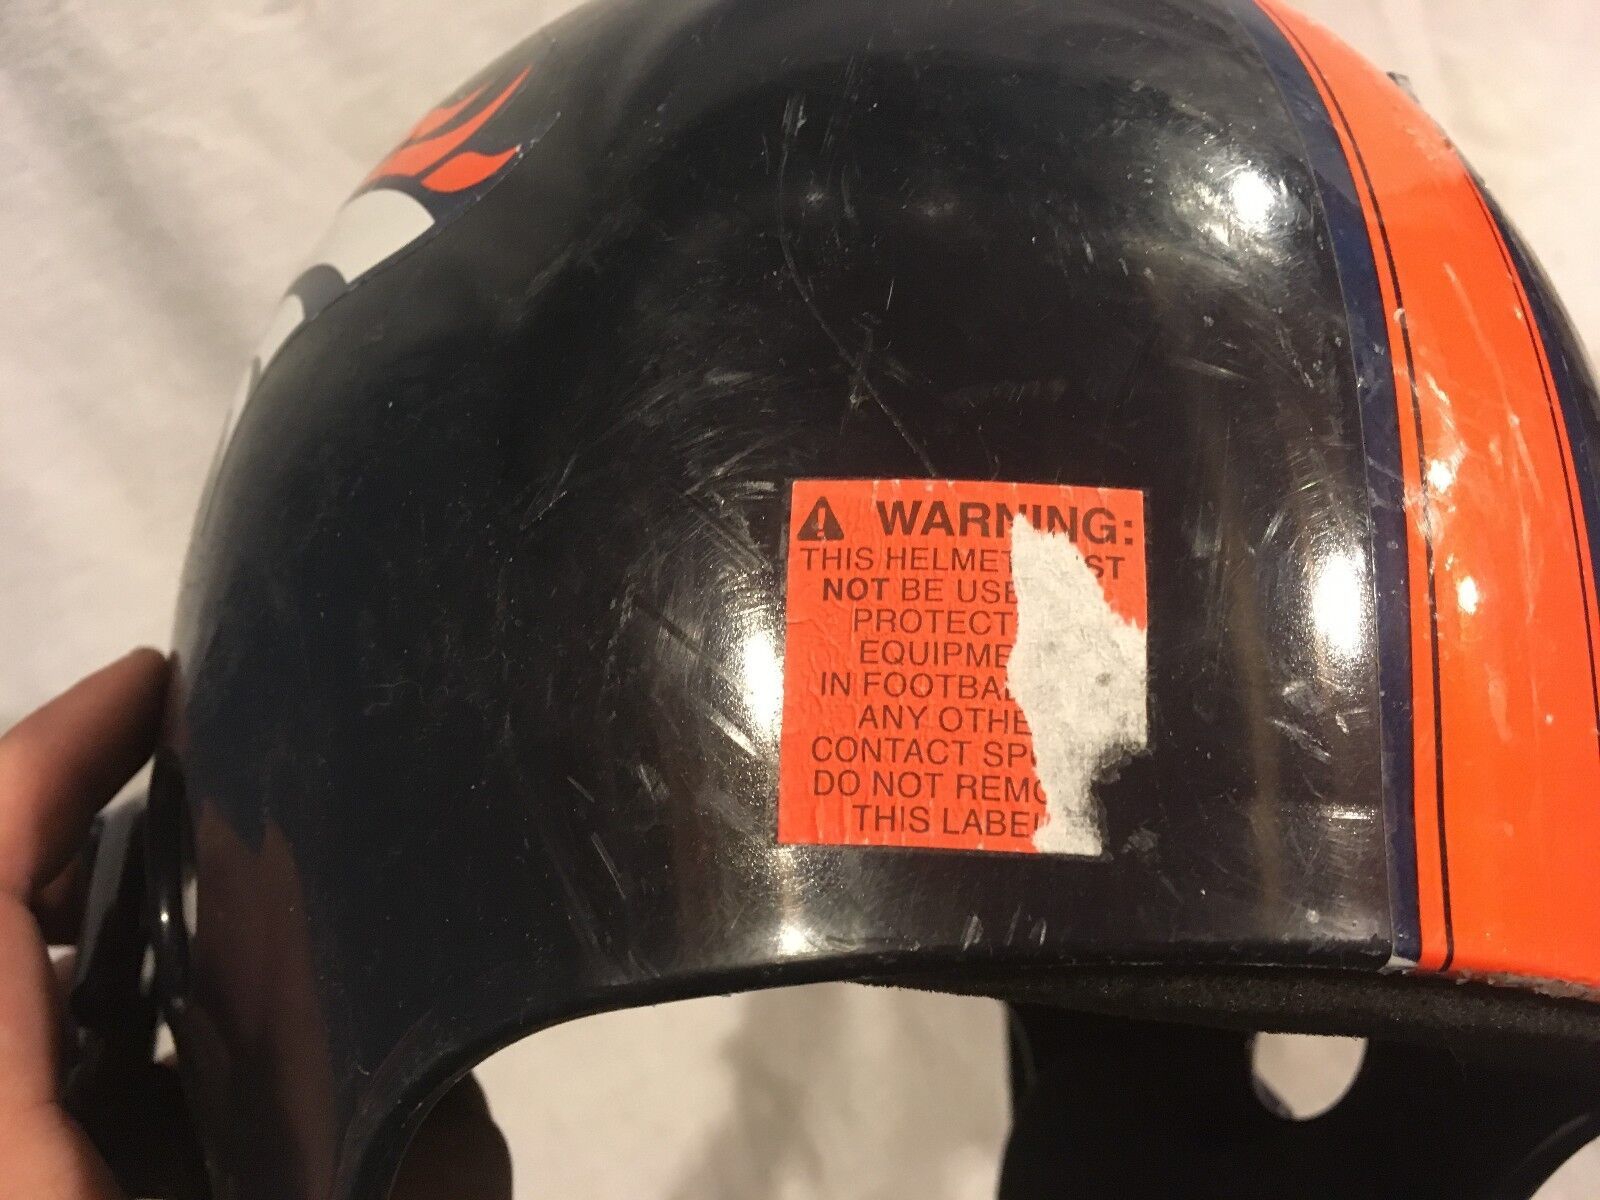 WARNING:
THIS HELMET
NOT BE USE
PROTECT
EQUIPME
IN FOOTBA
ANY OTHE
CONTACT SP
DO NOT REMO
THIS LABEL